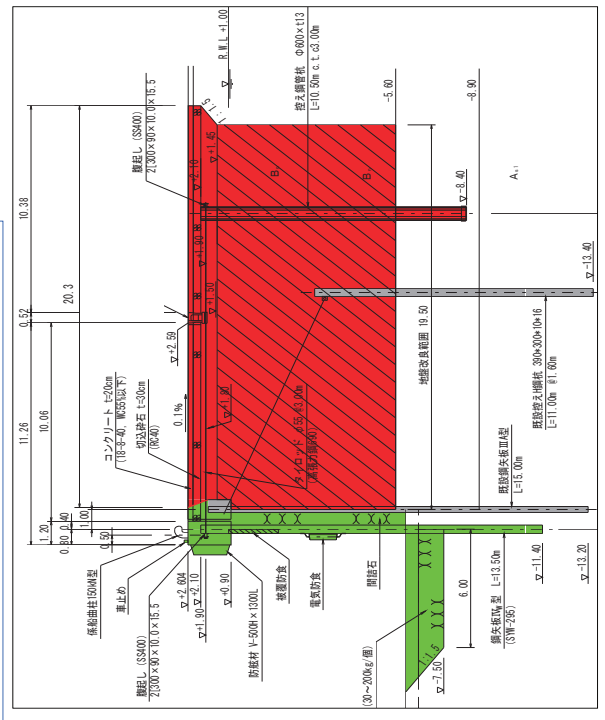 11.26
10.38
1.20
10.06
0.52
20.3
0.80
0.40
0.50
1.00
係船曲柱150kN型
車止め
コンクリート t=20cm
(18-8-40, WC55%以下)
切込砕石 t=30cm
(RC40)
0.1%
▽+2.59
腹起し (SS400)
2[300×90×10.0×15.5
1:1.5
R.W.L +1.00
▽+2.604
▽+2.10
▽+1.90
▽+0.90
腹起し (SS400)
2[300×90×10.0×15.5
防舷材 V-500H×1300L
▽+1.90
▽+1.50
▽+1.90
▽+2.10
▽+1.45
タイロッド φ55 @3.00m
(高張力鋼690)
控え鋼管杭 Φ600×t13
L=10.50m c.t.c3.00m
被覆防食
電気防食
間詰石
(30~200kg/個)
1:1.5
▽-7.50
6.00
鋼矢板Ⅳw型 L=13.50m
(SYW-295)
▽-11.40
▽-13.20
既設鋼矢板ⅢA型
L=15.00m
地盤改良範囲 19.50
既設控えH鋼杭 390*300*10*16
L=11.00m @1.60m
▽-13.40
▽-8.40
-5.60
-8.90
B
B